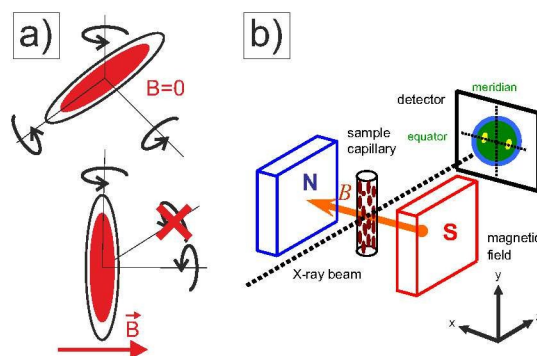 a)
B=0
B
b)
meridian
detector
equator
sample
capillary
N
B
S
magnetic
field
X-ray beam
y
x